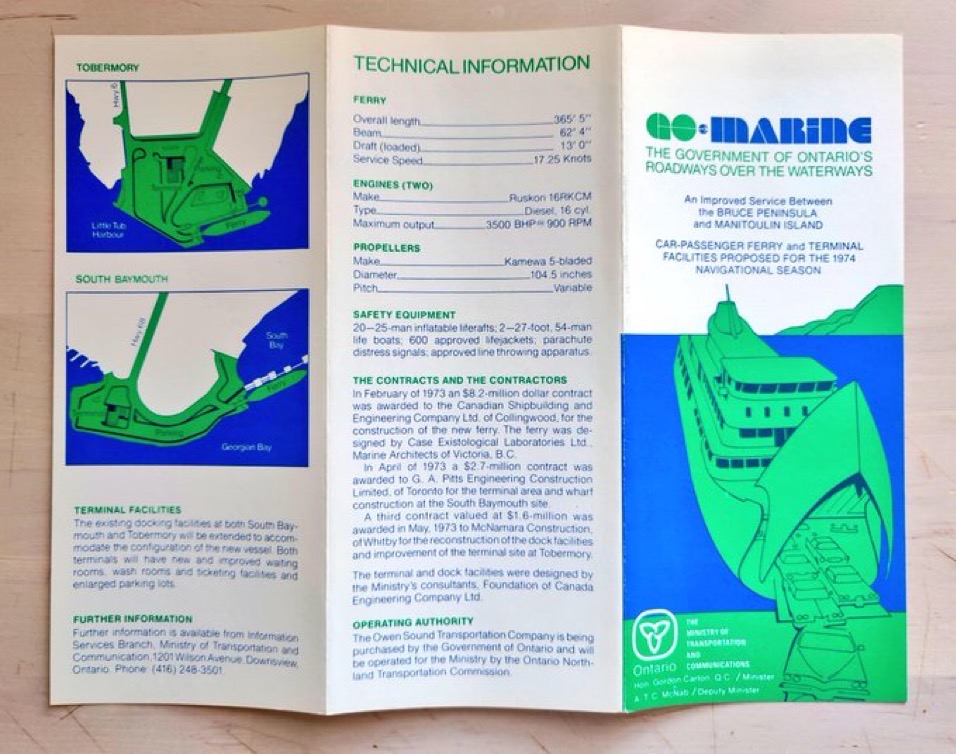 TOBERMORY
Hwy 6
Little Tub
Harbour
Ferry
SOUTH BAYMOUTH
South
Bay
Ferry
Parking
Georgian Bay
TERMINAL FACILITIES
The existing docking facilities at both South Bay-
mouth and Tobermory will be extended to accom-
modate the configuration of the new vessel. Both
terminals will have new and improved waiting
rooms, wash rooms and ticketing facilities and
enlarged parking lots.
FURTHER INFORMATION
Further information is available from Information
Services Branch, Ministry of Transportation and
Communication, 1201 Wilson Avenue, Downsview,
Ontario. Phone: (416) 248-3501.
TECHNICAL INFORMATION
FERRY
Overall length 365' 5"
Beam 62' 4"
Draft (loaded) 13' 0"
Service Speed 17.25 Knots
ENGINES (TWO)
Make Ruskon 16RKCM
Type Diesel, 16 cyl.
Maximum output 3500 BHP @ 900 RPM
PROPELLERS
Make Kamewa 5-bladed
Diameter 104.5 inches
Pitch Variable
SAFETY EQUIPMENT
20—25-man inflatable liferafts; 2—27-foot, 54-man
life boats; 600 approved lifejackets; parachute
distress signals; approved line throwing apparatus.
THE CONTRACTS AND THE CONTRACTORS
In February of 1973 an $8.2-million dollar contract
was awarded to the Canadian Shipbuilding and
Engineering Company Ltd. of Collingwood, for the
construction of the new ferry. The ferry was de-
signed by Case Existological Laboratories Ltd.,
Marine Architects of Victoria, B.C.
In April of 1973 a $2.7-million contract was
awarded to G. A. Pitts Engineering Construction
Limited, of Toronto for the terminal area and wharf
construction at the South Baymouth site.
A third contract valued at $1.6-million was
awarded in May, 1973 to McNamara Construction,
of Whitby for the reconstruction of the dock facilities
and improvement of the terminal site at Tobermory.
The terminal and dock facilities were designed by
the Ministry's consultants, Foundation of Canada
Engineering Company Ltd.
OPERATING AUTHORITY
The Owen Sound Transportation Company is being
purchased by the Government of Ontario and will
be operated for the Ministry by the Ontario North-
land Transportation Commission.
GO•MARINE
THE GOVERNMENT OF ONTARIO'S
ROADWAYS OVER THE WATERWAYS
An Improved Service Between
the BRUCE PENINSULA
and MANITOULIN ISLAND
CAR-PASSENGER FERRY and TERMINAL
FACILITIES PROPOSED FOR THE 1974
NAVIGATIONAL SEASON
Ontario
THE
MINISTRY OF
TRANSPORTATION
AND
COMMUNICATIONS
Hon. Gordon Carton, Q.C. / Minister
A. T. C. McNab / Deputy Minister